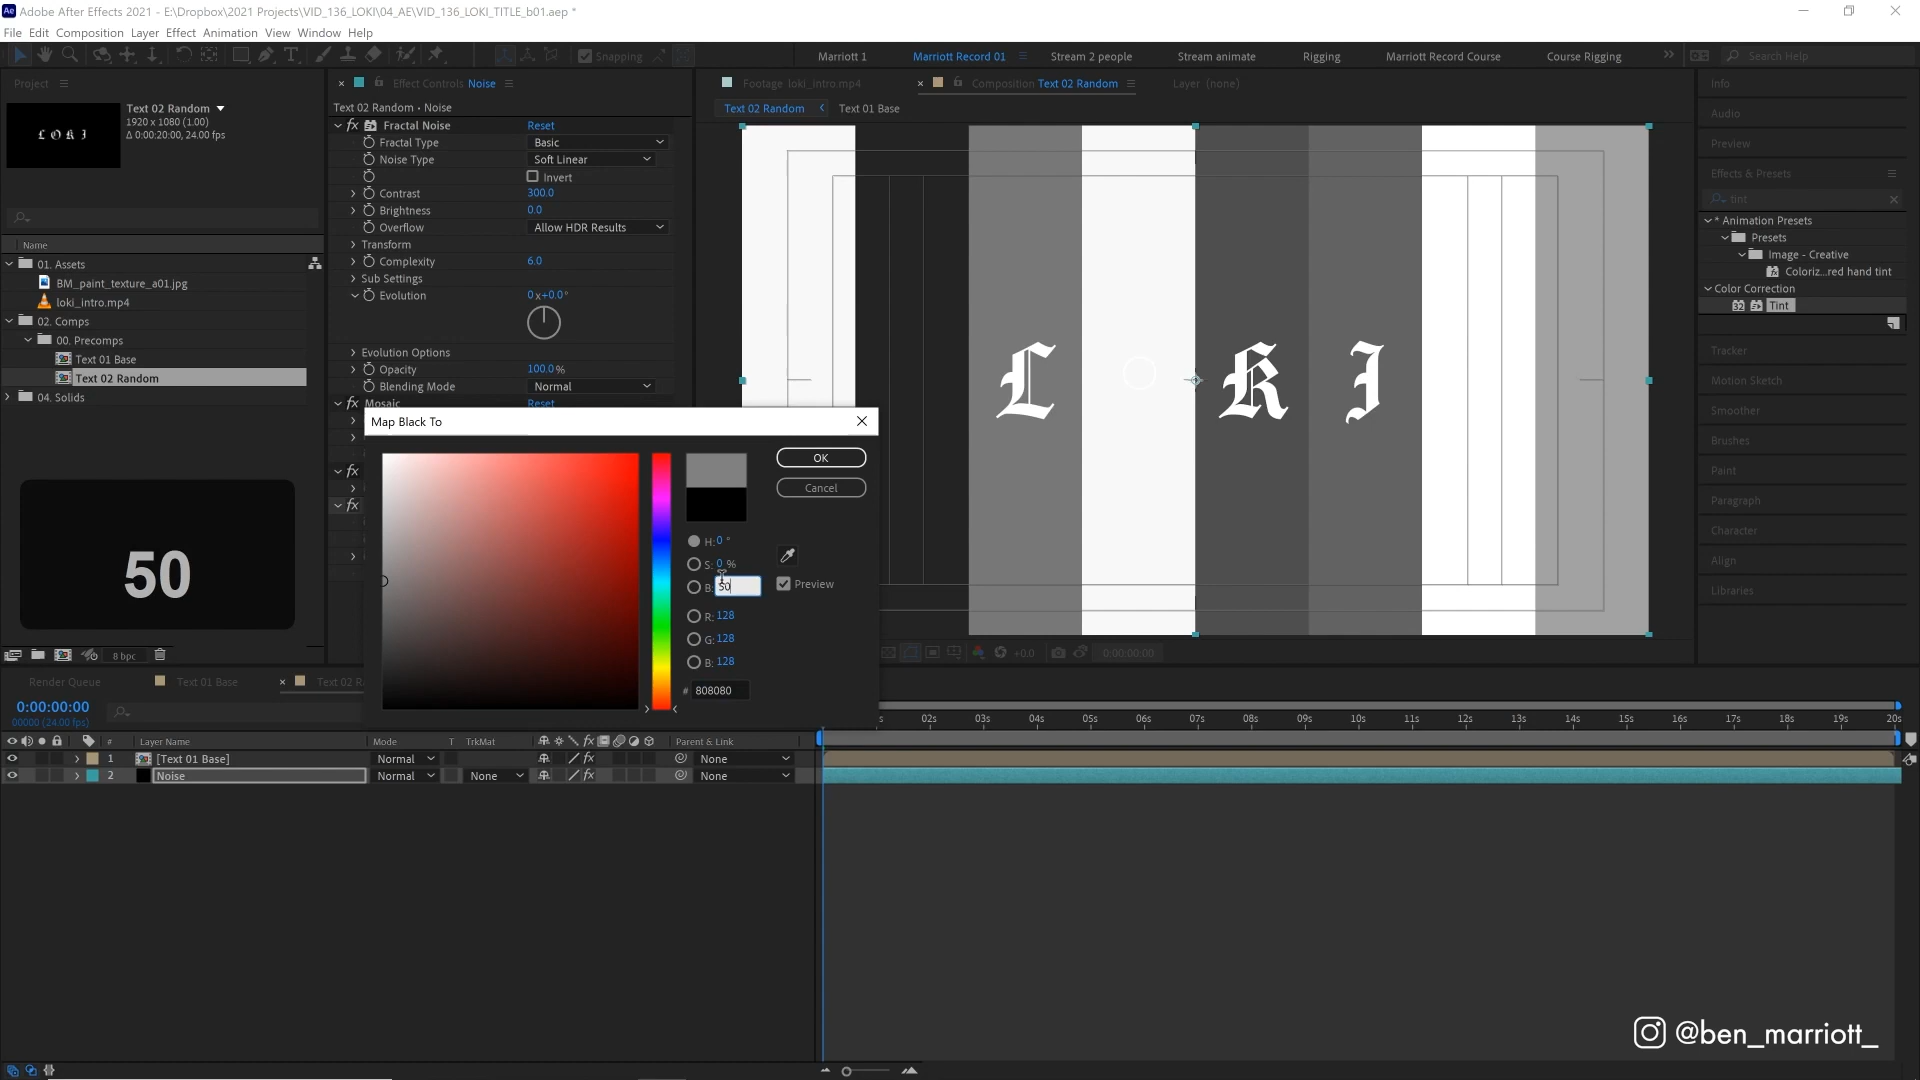 Adobe After Effects 2021 - E:\Dropbox\2021 Projects\VID_136_LOKI\04_AE\VID_136_LOKI_TITLE_b01.aep *
File Edit Composition Layer Effect Animation View Window Help
Snapping
Marriott 1 Marriott Record 01 Stream 2 people Stream animate Rigging Marriott Record Course Course Rigging Search Help
Project
Text 02 Random
1920 x 1080 (1.00)
Δ 0:00:20:00, 24.00 fps
LOKI
Name
01. Assets
BM_paint_texture_a01.jpg
loki_intro.mp4
02. Comps
00. Precomps
Text 01 Base
Text 02 Random
04. Solids
50
8 bpc
Effect Controls Noise
Text 02 Random • Noise
fx Fractal Noise Reset
Fractal Type Basic
Noise Type Soft Linear
Invert
Contrast 300.0
Brightness 0.0
Overflow Allow HDR Results
Transform
Complexity 6.0
Sub Settings
Evolution 0x+0.0°
Evolution Options
Opacity 100.0%
Blending Mode Normal
fx Mosaic Reset
fx
fx
Map Black To
OK
Cancel
H: 0 °
S: 0 %
B: 50
Preview
R: 128
G: 128
B: 128
# 808080
Footage loki_intro.mp4 Composition Text 02 Random Layer (none)
Text 02 Random Text 01 Base
L O K I
+0.0 0:00:00:00
Info
Audio
Preview
Effects & Presets
tint
* Animation Presets
Presets
Image - Creative
Coloriz...red hand tint
Color Correction
32 Tint
Tracker
Motion Sketch
Smoother
Brushes
Paint
Paragraph
Character
Align
Libraries
Render Queue Text 01 Base Text 02 R
0:00:00:00
00000 (24.00 fps)
s 02s 03s 04s 05s 06s 07s 08s 09s 10s 11s 12s 13s 14s 15s 16s 17s 18s 19s 20s
# Layer Name Mode T TrkMat fx Parent & Link
1 [Text 01 Base] Normal fx None
2 Noise Normal None fx None
@ben_marriott_